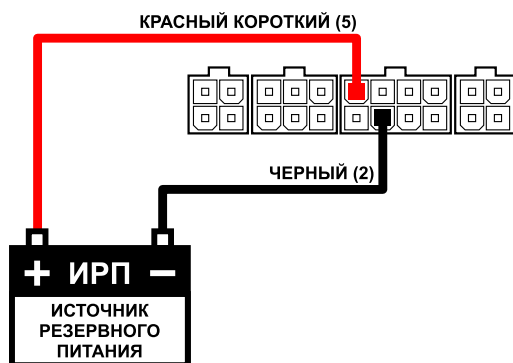 КРАСНЫЙ КОРОТКИЙ (5)
ЧЕРНЫЙ (2)
+ ИРП −
ИСТОЧНИК
РЕЗЕРВНОГО
ПИТАНИЯ